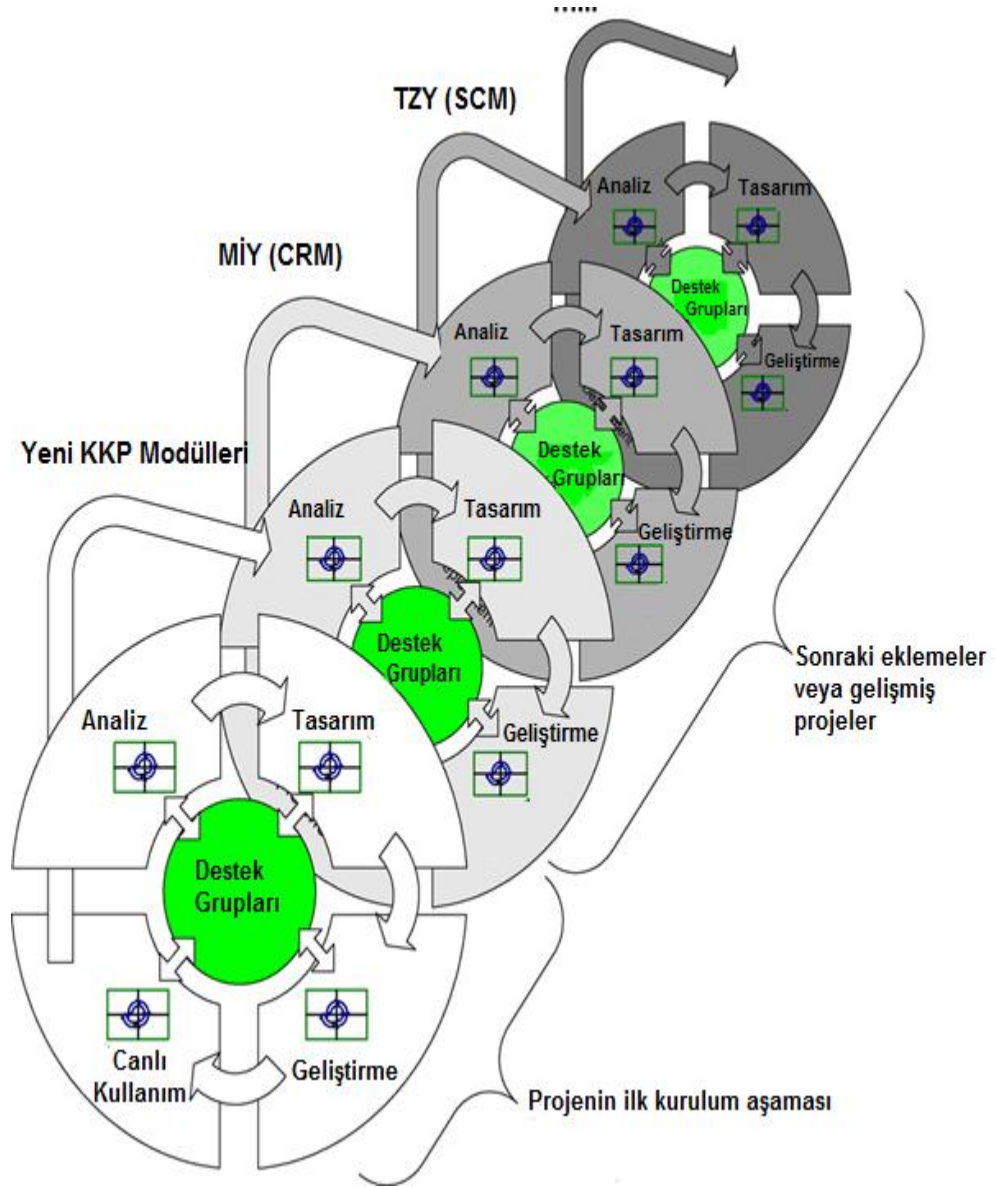 ......
TZY (SCM)
Analiz
Tasarım
Destek
Grupları
Geliştirme
MİY (CRM)
Analiz
Tasarım
Destek
Grupları
Geliştirme
Yeni KKP Modülleri
Analiz
Tasarım
Destek
Grupları
Geliştirme
Sonraki eklemeler
veya gelişmiş
projeler
Analiz
Tasarım
Destek
Grupları
Canlı
Kullanım
Geliştirme
Projenin ilk kurulum aşaması